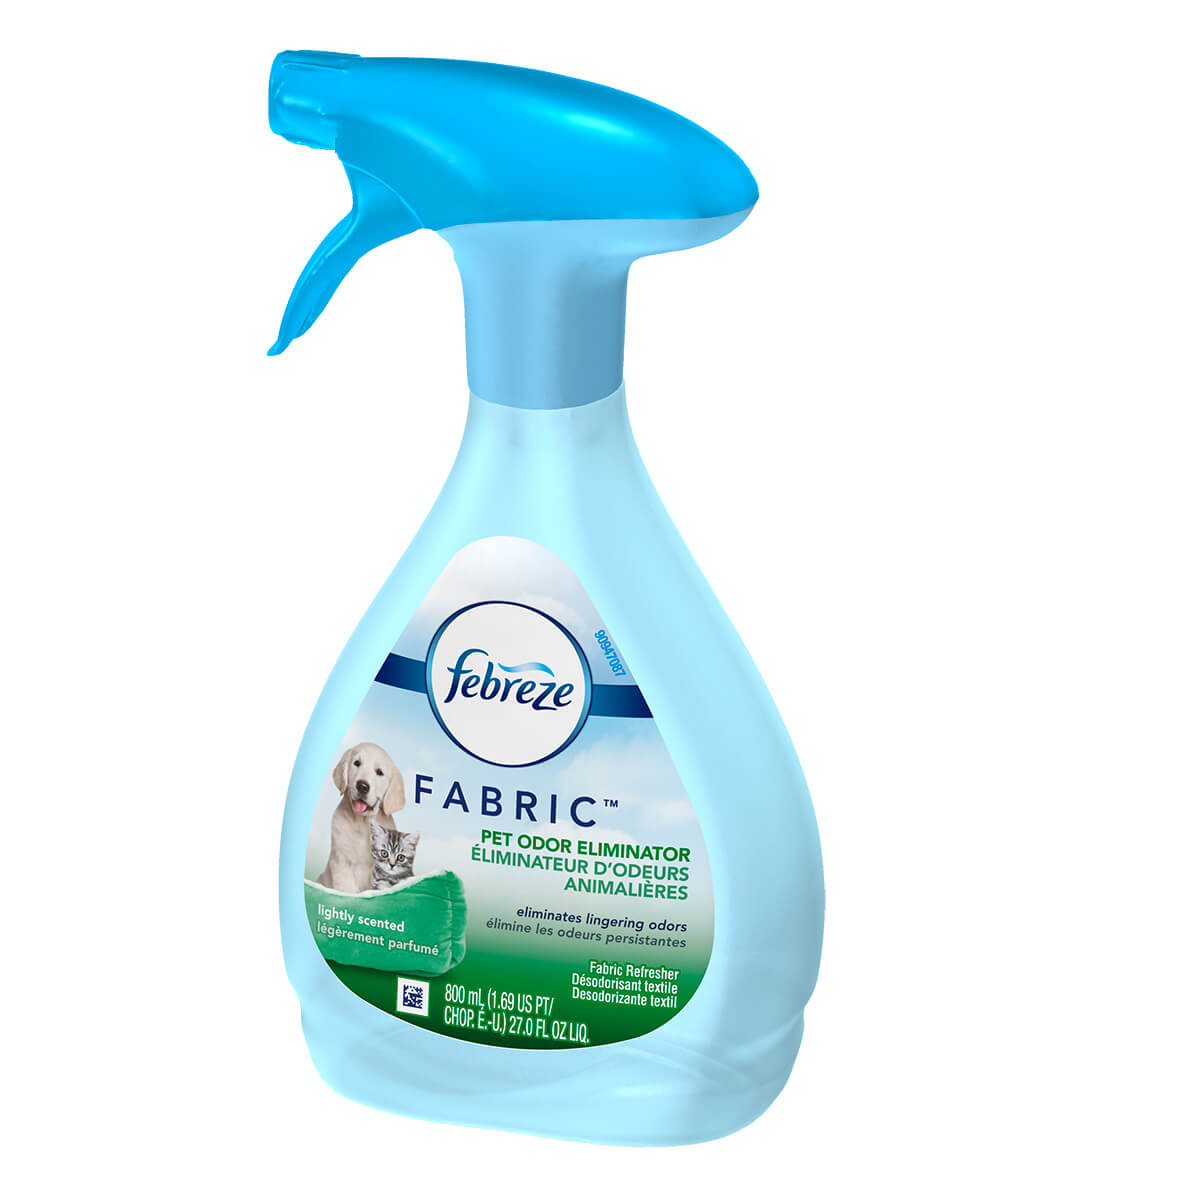 90947087
febreze
FABRIC™
PET ODOR ELIMINATOR
ÉLIMINATEUR D'ODEURS
ANIMALIÈRES
eliminates lingering odors
élimine les odeurs persistantes
lightly scented
légèrement parfumé
Fabric Refresher
Désodorisant textile
Desodorizante textil
800 mL (1.69 US PT/
CHOP. É.-U.) 27.0 FL OZ LIQ.